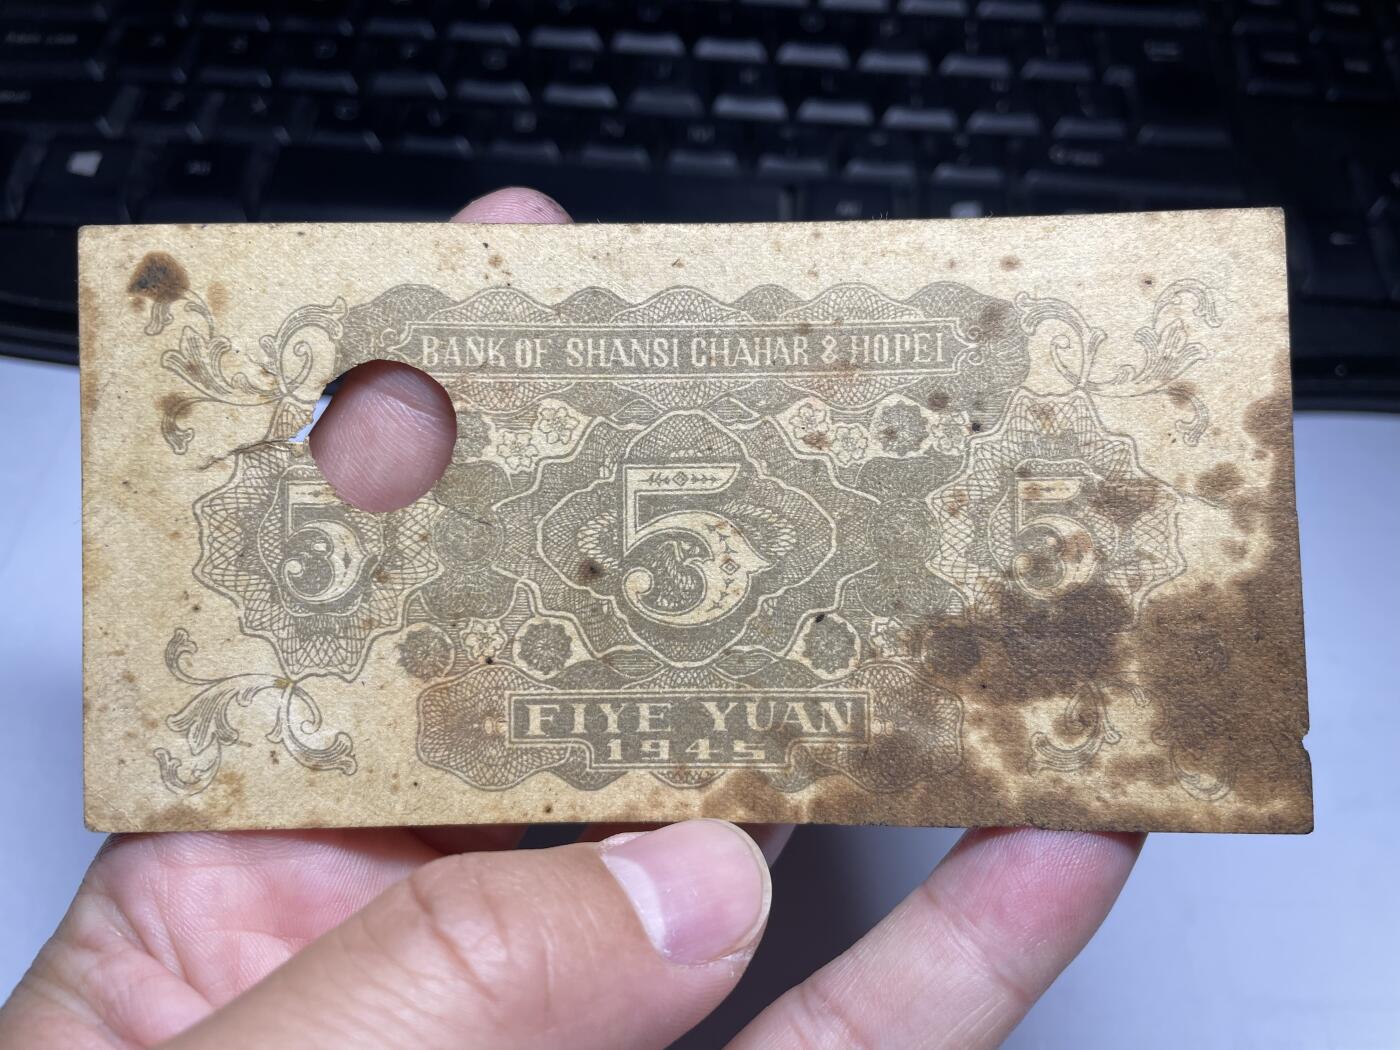 BANK OF SHANSI CHAHAR & HOPEI
5 5 5
FIYE YUAN
1945